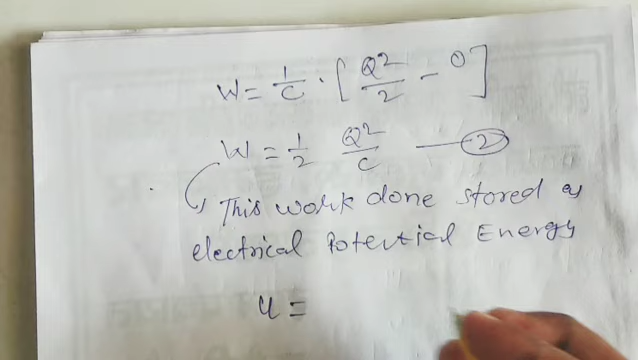 W = 1/C · [Q²/2 - 0]
W = 1/2 Q²/C — 2
This work done stored as
electrical Potential Energy
U =